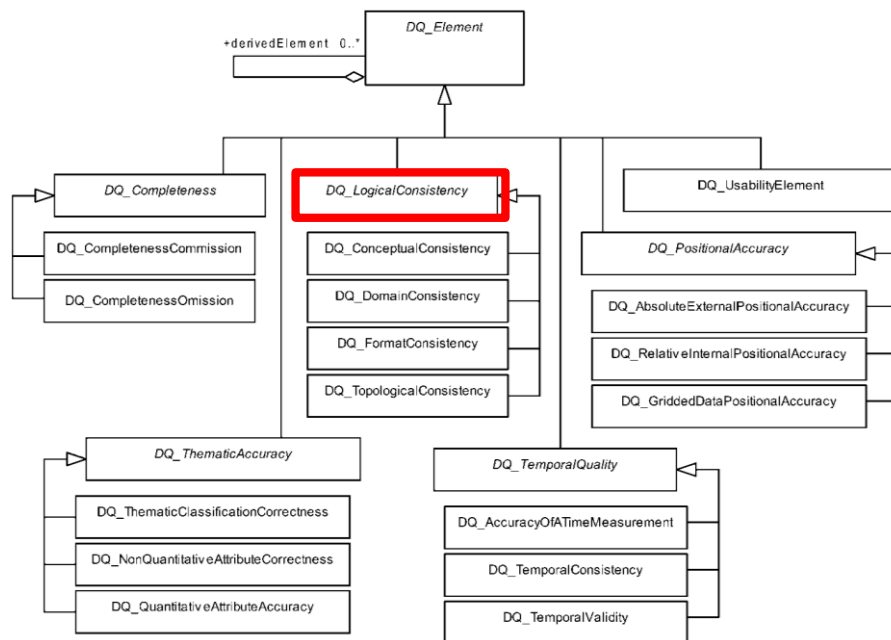 DQ_Element
+derivedElement 0..*
DQ_Completeness
DQ_CompletenessCommission
DQ_CompletenessOmission
DQ_LogicalConsistency
DQ_ConceptualConsistency
DQ_DomainConsistency
DQ_FormatConsistency
DQ_TopologicalConsistency
DQ_UsabilityElement
DQ_PositionalAccuracy
DQ_AbsoluteExternalPositionalAccuracy
DQ_RelativeInternalPositionalAccuracy
DQ_GriddedDataPositionalAccuracy
DQ_ThematicAccuracy
DQ_ThematicClassificationCorrectness
DQ_NonQuantitativeAttributeCorrectness
DQ_QuantitativeAttributeAccuracy
DQ_TemporalQuality
DQ_AccuracyOfATimeMeasurement
DQ_TemporalConsistency
DQ_TemporalValidity